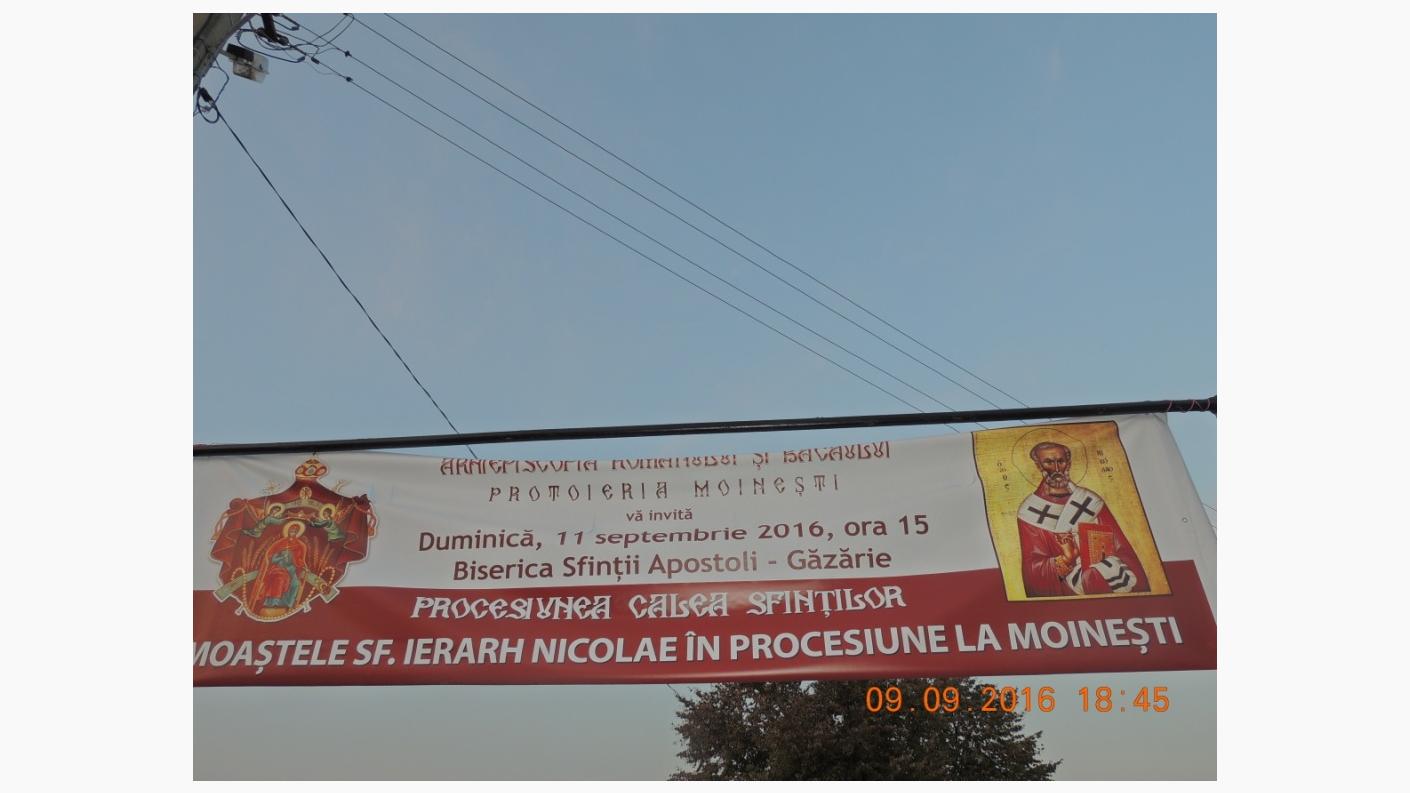 ARHIEPISCOPIA ROMANULUI ȘI BACĂULUI
PROTOIERIA MOINEȘTI
vă invită
Duminică, 11 septembrie 2016, ora 15
Biserica Sfinții Apostoli - Găzărie
PROCESIUNEA CALEA SFINȚILOR
MOAȘTELE SF. IERARH NICOLAE ÎN PROCESIUNE LA MOINEȘTI
09.09.2016 18:45